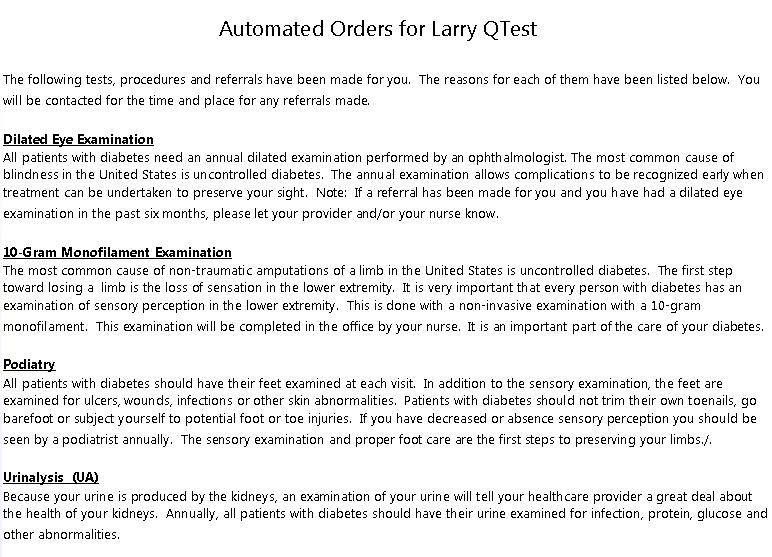 Automated Orders for Larry QTest
The following tests, procedures and referrals have been made for you.  The reasons for each of them have been listed below.  You
will be contacted for the time and place for any referrals made.
Dilated Eye Examination
All patients with diabetes need an annual dilated examination performed by an ophthalmologist. The most common cause of
blindness in the United States is uncontrolled diabetes.  The annual examination allows complications to be recognized early when
treatment can be undertaken to preserve your sight.  Note:  If a referral has been made for you and you have had a dilated eye
examination in the past six months, please let your provider and/or your nurse know.
10-Gram Monofilament Examination
The most common cause of non-traumatic amputations of a limb in the United States is uncontrolled diabetes.  The first step
toward losing a  limb is the loss of sensation in the lower extremity.  It is very important that every person with diabetes has an
examination of sensory perception in the lower extremity.  This is done with a non-invasive examination with a 10-gram
monofilament.  This examination will be completed in the office by your nurse.  It is an important part of the care of your diabetes.
Podiatry
All patients with diabetes should have their feet examined at each visit.  In addition to the sensory examination, the feet are
examined for ulcers, wounds, infections or other skin abnormalities.  Patients with diabetes should not trim their own toenails, go
barefoot or subject yourself to potential foot or toe injuries.  If you have decreased or absence sensory perception you should be
seen by a podiatrist annually.  The sensory examination and proper foot care are the first steps to preserving your limbs./.
Urinalysis  (UA)
Because your urine is produced by the kidneys, an examination of your urine will tell your healthcare provider a great deal about
the health of your kidneys.  Annually, all patients with diabetes should have their urine examined for infection, protein, glucose and
other abnormalities.